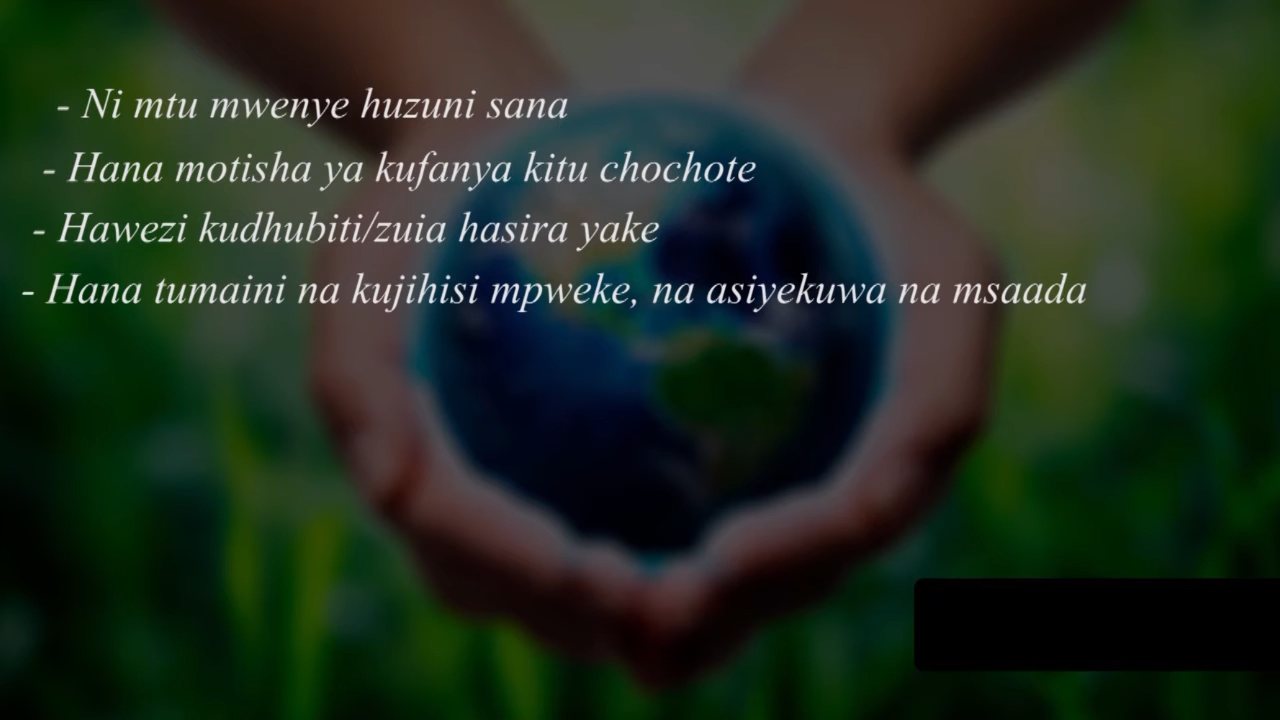 - Ni mtu mwenye huzuni sana
- Hana motisha ya kufanya kitu chochote
- Hawezi kudhubiti/zuia hasira yake
- Hana tumaini na kujihisi mpweke, na asiyekuwa na msaada